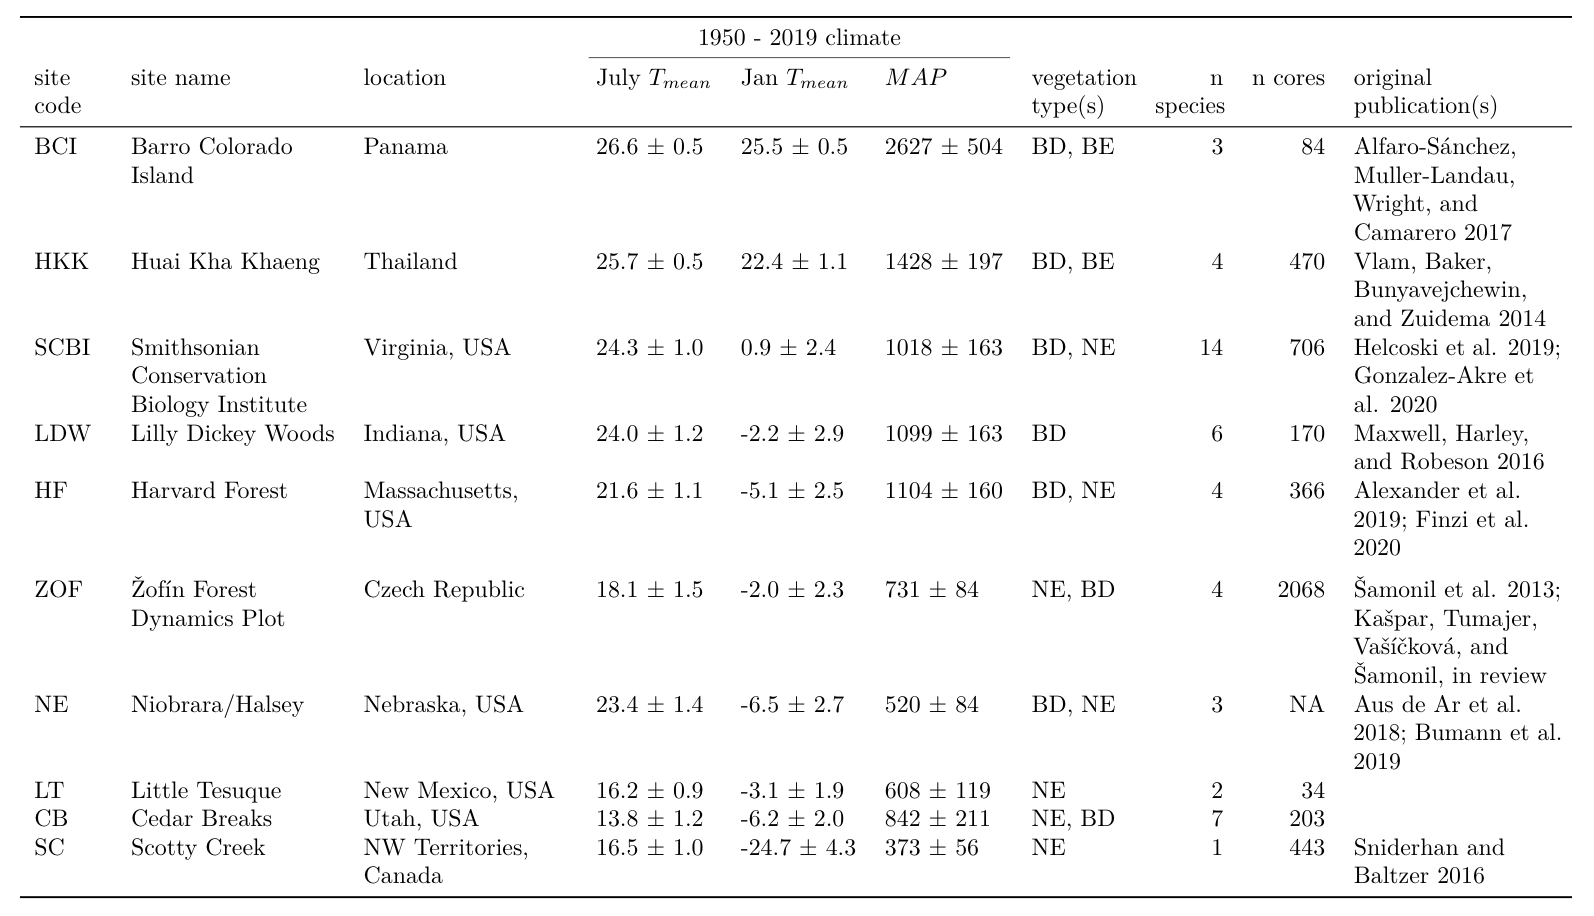 1950 - 2019 climate
site site name location July Tmean Jan Tmean MAP vegetation n n cores original
code type(s) species publication(s)
BCI Barro Colorado Panama 26.6 ± 0.5 25.5 ± 0.5 2627 ± 504 BD, BE 3 84 Alfaro-Sánchez,
Island Muller-Landau,
Wright, and
Camarero 2017
HKK Huai Kha Khaeng Thailand 25.7 ± 0.5 22.4 ± 1.1 1428 ± 197 BD, BE 4 470 Vlam, Baker,
Bunyavejchewin,
and Zuidema 2014
SCBI Smithsonian Virginia, USA 24.3 ± 1.0 0.9 ± 2.4 1018 ± 163 BD, NE 14 706 Helcoski et al. 2019;
Conservation Gonzalez-Akre et
Biology Institute al. 2020
LDW Lilly Dickey Woods Indiana, USA 24.0 ± 1.2 -2.2 ± 2.9 1099 ± 163 BD 6 170 Maxwell, Harley,
and Robeson 2016
HF Harvard Forest Massachusetts, 21.6 ± 1.1 -5.1 ± 2.5 1104 ± 160 BD, NE 4 366 Alexander et al.
USA 2019; Finzi et al.
2020
ZOF Žofín Forest Czech Republic 18.1 ± 1.5 -2.0 ± 2.3 731 ± 84 NE, BD 4 2068 Šamonil et al. 2013;
Dynamics Plot Kašpar, Tumajer,
Vašíčková, and
Šamonil, in review
NE Niobrara/Halsey Nebraska, USA 23.4 ± 1.4 -6.5 ± 2.7 520 ± 84 BD, NE 3 NA Aus de Ar et al.
2018; Bumann et al.
2019
LT Little Tesuque New Mexico, USA 16.2 ± 0.9 -3.1 ± 1.9 608 ± 119 NE 2 34
CB Cedar Breaks Utah, USA 13.8 ± 1.2 -6.2 ± 2.0 842 ± 211 NE, BD 7 203
SC Scotty Creek NW Territories, 16.5 ± 1.0 -24.7 ± 4.3 373 ± 56 NE 1 443 Sniderhan and
Canada Baltzer 2016